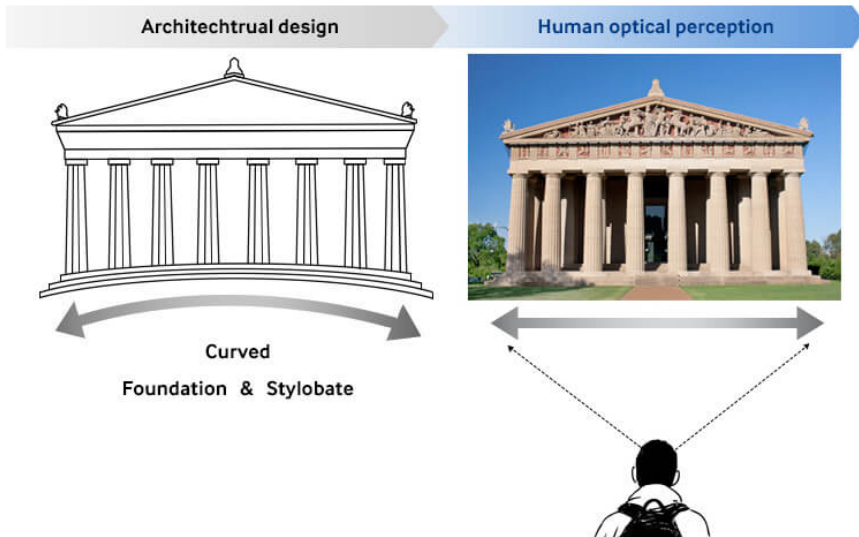 Architechtrual design
Human optical perception
Curved
Foundation & Stylobate